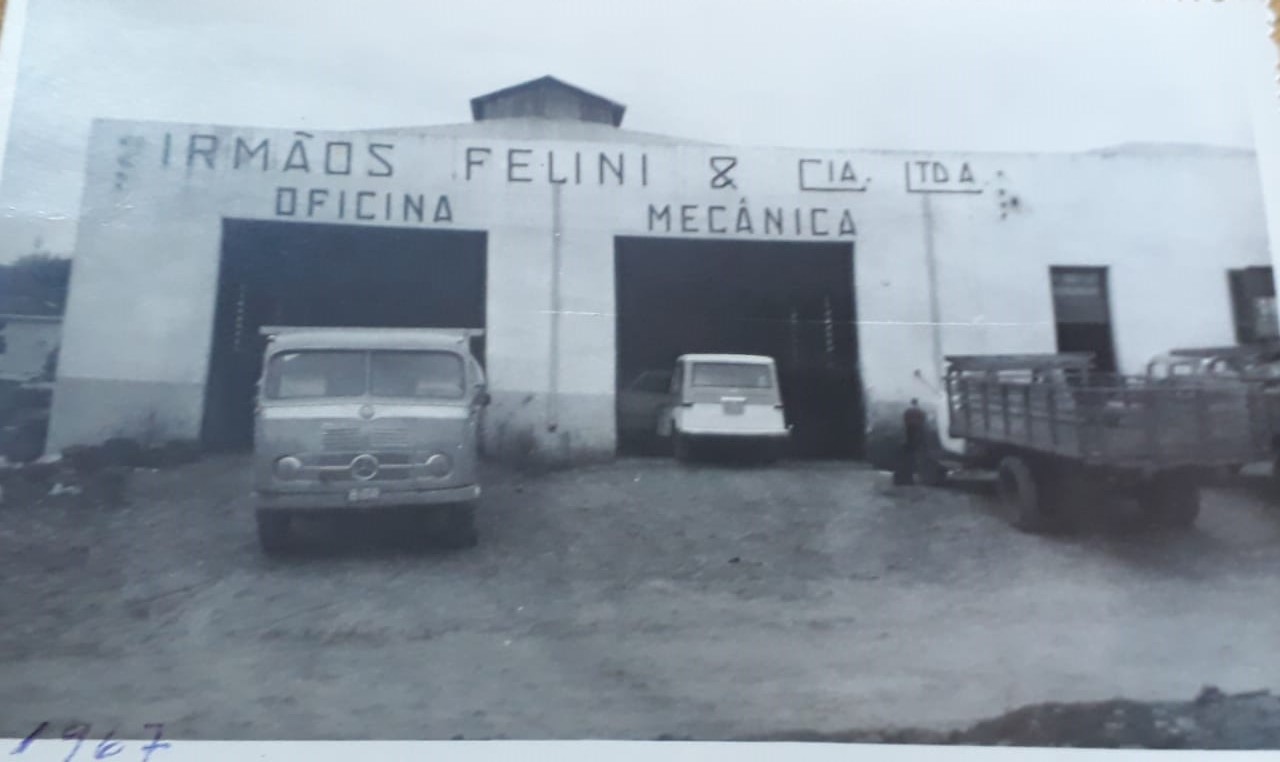 IRMÃOS FELINI & CIA. LTDA.
OFICINA MECÂNICA
1967